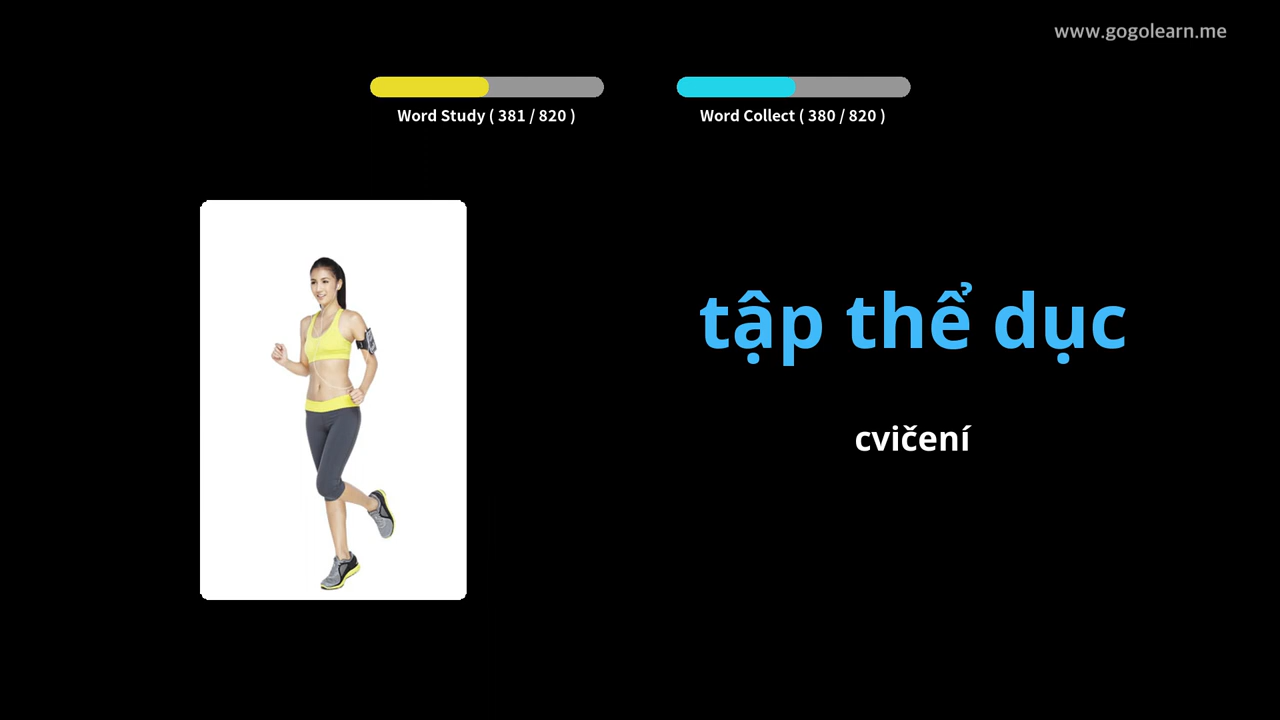 www.gogolearn.me
Word Study ( 381 / 820 )
Word Collect ( 380 / 820 )
tập thể dục
cvičení